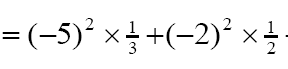 = (−5)² × 1/3 + (−2)² × 1/2